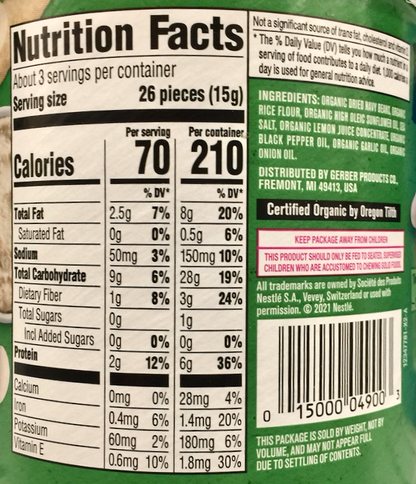 Nutrition Facts
About 3 servings per container
Serving size 26 pieces (15g)
Per serving Per container
Calories 70 210
% DV* % DV*
Total Fat 2.5g 7% 8g 20%
Saturated Fat 0g 0% 0.5g 6%
Sodium 50mg 3% 150mg 10%
Total Carbohydrate 9g 6% 28g 19%
Dietary Fiber 1g 8% 3g 24%
Total Sugars 0g 1g
Incl Added Sugars 0g 0% 0g 0%
Protein 2g 12% 6g 36%
Calcium 0mg 0% 28mg 4%
Iron 0.4mg 6% 1.4mg 20%
Potassium 60mg 2% 180mg 6%
Vitamin E 0.6mg 10% 1.8mg 30%
Not a significant source of trans fat, cholesterol and vitamin
* The % Daily Value (DV) tells you how much a nutrient in a
serving of food contributes to a daily diet. 1,000 calories a
day is used for general nutrition advice.
INGREDIENTS: ORGANIC DRIED NAVY BEANS, ORGANIC
RICE FLOUR, ORGANIC HIGH OLEIC SUNFLOWER OIL, SEA
SALT, ORGANIC LEMON JUICE CONCENTRATE, ORGANIC
BLACK PEPPER OIL, ORGANIC GARLIC OIL, ORGANIC
ONION OIL.
DISTRIBUTED BY GERBER PRODUCTS CO.,
FREMONT, MI 49413, USA
Certified Organic by Oregon Tilth
KEEP PACKAGE AWAY FROM CHILDREN
THIS PRODUCT SHOULD ONLY BE FED TO SEATED, SUPERVISED
CHILDREN WHO ARE ACCUSTOMED TO CHEWING SOLID FOODS.
All trademarks are owned by Société des Produits
Nestlé S.A., Vevey, Switzerland or used with
permission. © 2021 Nestlé.
0 15000 04900 3
THIS PACKAGE IS SOLD BY WEIGHT, NOT BY
VOLUME, AND MAY NOT APPEAR FULL
DUE TO SETTLING OF CONTENTS.